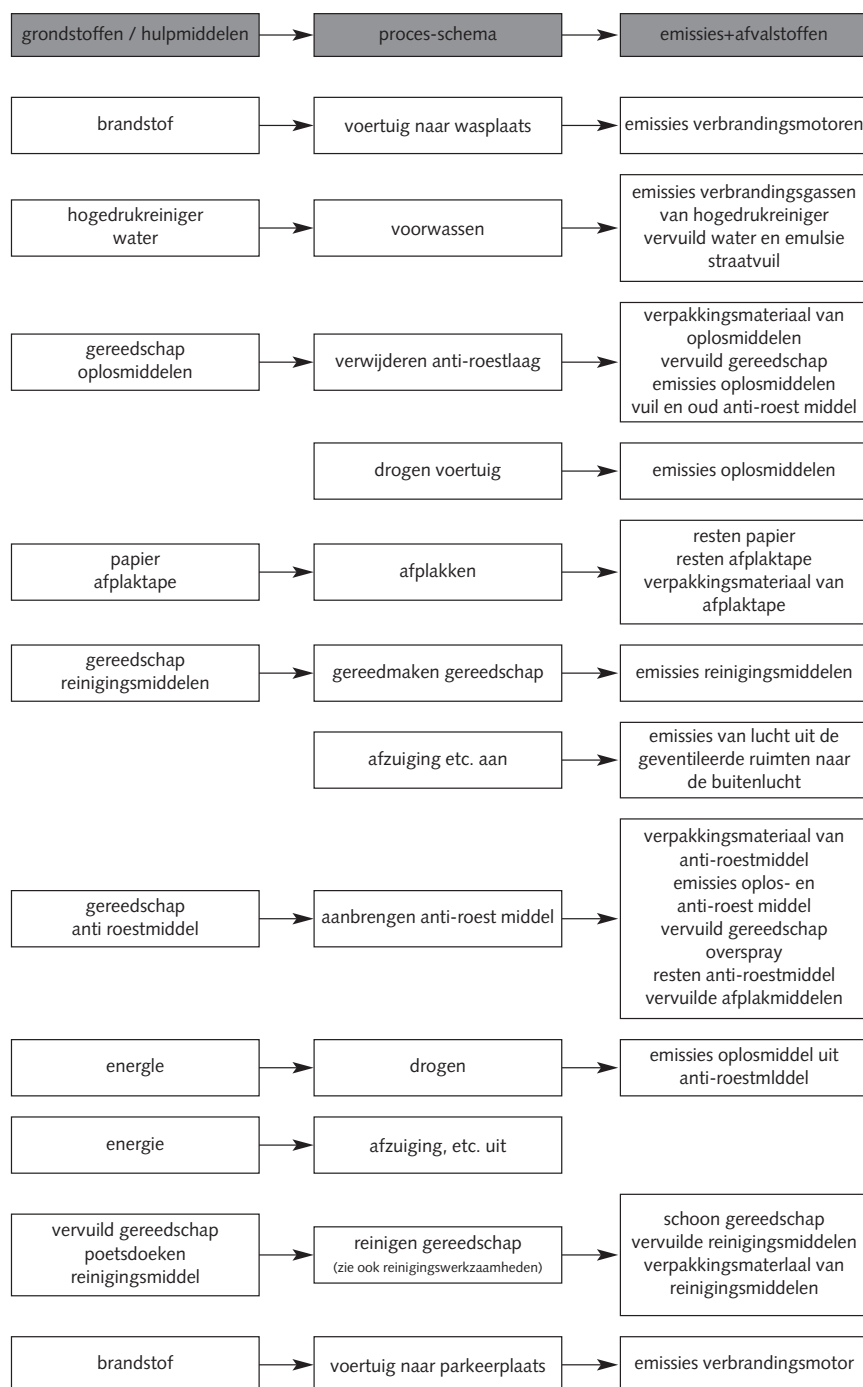 grondstoffen / hulpmiddelen
proces-schema
emissies+afvalstoffen
brandstof
voertuig naar wasplaats
emissies verbrandingsmotoren
hogedrukreiniger
water
voorwassen
emissies verbrandingsgassen
van hogedrukreiniger
vervuild water en emulsie
straatvuil
gereedschap
oplosmiddelen
verwijderen anti-roestlaag
verpakkingsmateriaal van
oplosmiddelen
vervuild gereedschap
emissies oplosmiddelen
vuil en oud anti-roest middel
drogen voertuig
emissies oplosmiddelen
papier
afplaktape
afplakken
resten papier
resten afplaktape
verpakkingsmateriaal van
afplaktape
gereedschap
reinigingsmiddelen
gereedmaken gereedschap
emissies reinigingsmiddelen
afzuiging etc. aan
emissies van lucht uit de
geventileerde ruimten naar
de buitenlucht
gereedschap
anti roestmiddel
aanbrengen anti-roest middel
verpakkingsmateriaal van
anti-roestmiddel
emissies oplos- en
anti-roest middel
vervuild gereedschap
overspray
resten anti-roestmiddel
vervuilde afplakmiddelen
energle
drogen
emissies oplosmiddel uit
anti-roestmlddel
energie
afzuiging, etc. uit
vervuild gereedschap
poetsdoeken
reinigingsmiddel
reinigen gereedschap
(zie ook reinigingswerkzaamheden)
schoon gereedschap
vervuilde reinigingsmiddelen
verpakkingsmaterlaal van
reinigingsmiddelen
brandstof
voertuig naar parkeerplaats
emissies verbrandingsmotor